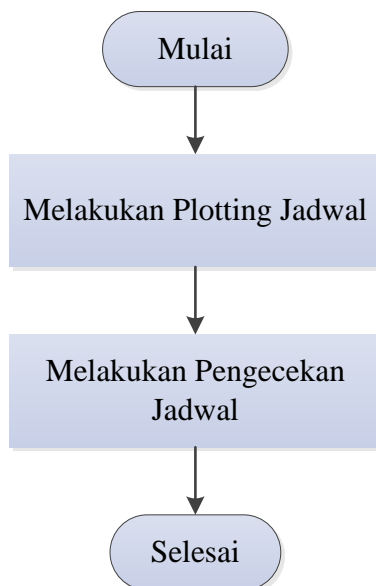 Mulai
Melakukan Plotting Jadwal
Melakukan Pengecekan
Jadwal
Selesai